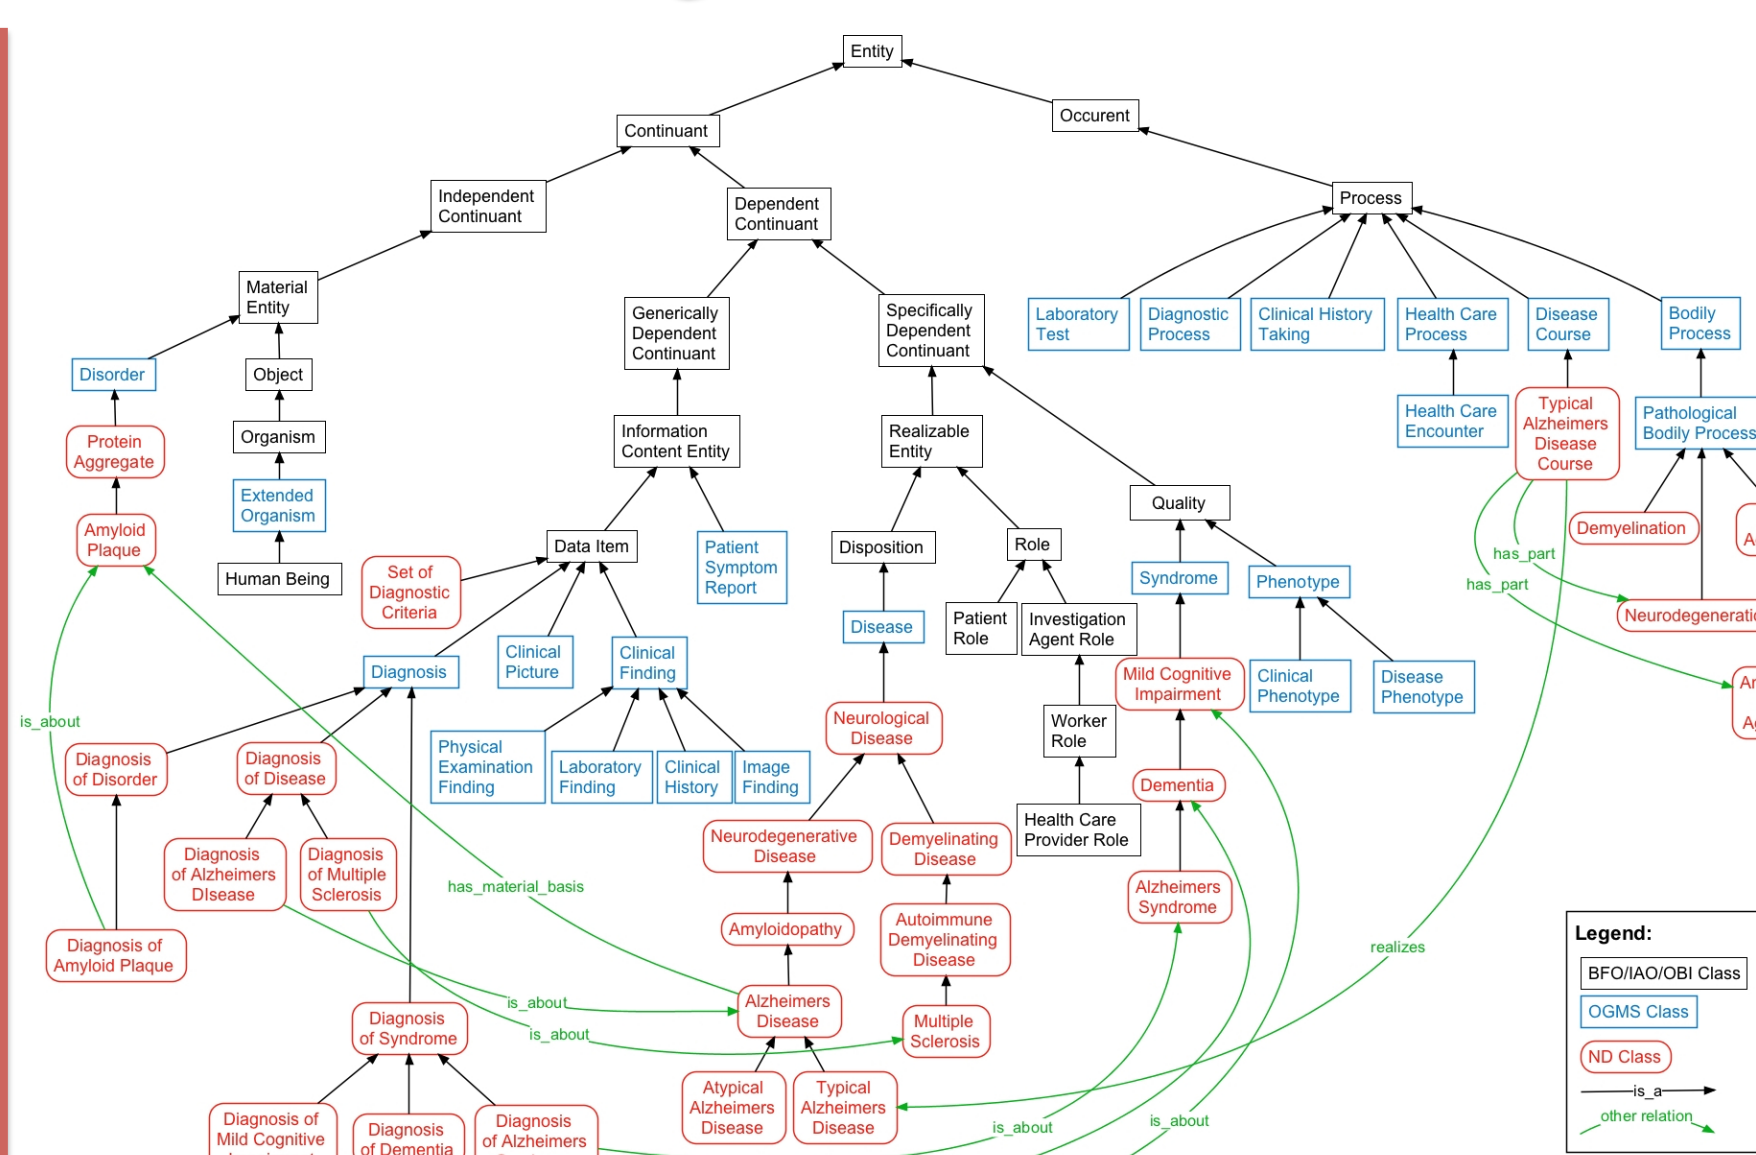 Entity
Occurent
Continuant
Independent
Continuant
Dependent
Continuant
Process
Material
Entity
Generically
Dependent
Continuant
Specifically
Dependent
Continuant
Laboratory
Test
Diagnostic
Process
Clinical History
Taking
Health Care
Process
Disease
Course
Bodily
Process
Disorder
Object
Protein
Aggregate
Organism
Information
Content Entity
Realizable
Entity
Health Care
Encounter
Typical
Alzheimers
Disease
Course
Pathological
Bodily Process
Extended
Organism
Quality
Amyloid
Plaque
Data Item
Patient
Symptom
Report
Disposition
Role
Demyelination
has_part
has_part
Human Being
Set of
Diagnostic
Criteria
Syndrome
Phenotype
Disease
Patient
Role
Investigation
Agent Role
Clinical
Picture
Clinical
Finding
Diagnosis
Mild Cognitive
Impairment
Clinical
Phenotype
Disease
Phenotype
is_about
Neurological
Disease
Worker
Role
Diagnosis
of Disorder
Diagnosis
of Disease
Physical
Examination
Finding
Laboratory
Finding
Clinical
History
Image
Finding
Dementia
Neurodegenerative
Disease
Demyelinating
Disease
Health Care
Provider Role
Diagnosis
of Alzheimers
DIsease
Diagnosis
of Multiple
Sclerosis
has_material_basis
Alzheimers
Syndrome
Diagnosis of
Amyloid Plaque
Amyloidopathy
Autoimmune
Demyelinating
Disease
realizes
is_about
is_about
Alzheimers
Disease
Multiple
Sclerosis
Diagnosis
of Syndrome
Atypical
Alzheimers
Disease
Typical
Alzheimers
Disease
is_about
is_about
Diagnosis of
Mild Cognitive
Diagnosis
of Dementia
Diagnosis
of Alzheimers
Legend:
BFO/IAO/OBI Class
OGMS Class
ND Class
is_a
other relation